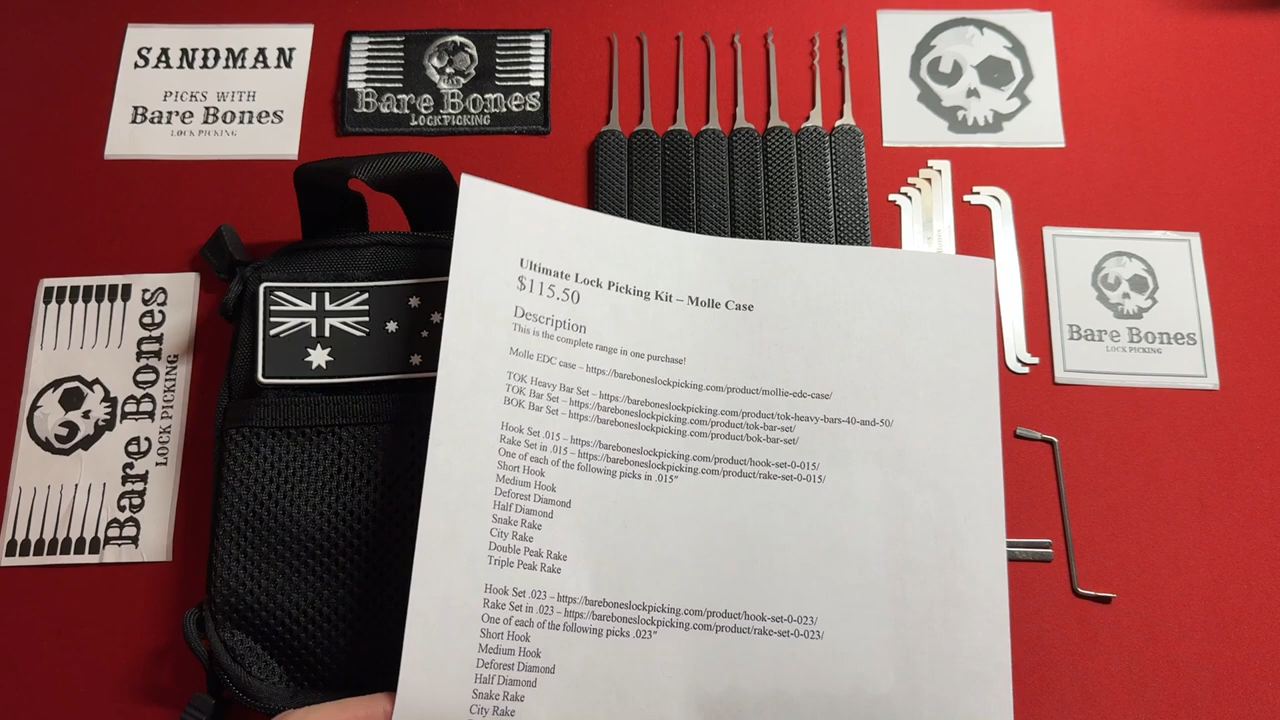 SANDMAN
PICKS WITH
Bare Bones
LOCK PICKING
Bare Bones
LOCKPICKING
Bare Bones
LOCK PICKING
Bare Bones
LOCK PICKING
Ultimate Lock Picking Kit – Molle Case
$115.50
Description
This is the complete range in one purchase!
Molle EDC case – https://bareboneslockpicking.com/product/mollie-edc-case/
TOK Heavy Bar Set – https://bareboneslockpicking.com/product/tok-heavy-bars-40-and-50/
TOK Bar Set – https://bareboneslockpicking.com/product/tok-bar-set/
BOK Bar Set – https://bareboneslockpicking.com/product/bok-bar-set/
Hook Set .015 – https://bareboneslockpicking.com/product/hook-set-0-015/
Rake Set in .015 – https://bareboneslockpicking.com/product/rake-set-0-015/
One of each of the following picks in .015"
Short Hook
Medium Hook
Deforest Diamond
Half Diamond
Snake Rake
City Rake
Double Peak Rake
Triple Peak Rake
Hook Set .023 – https://bareboneslockpicking.com/product/hook-set-0-023/
Rake Set in .023 – https://bareboneslockpicking.com/product/rake-set-0-023/
One of each of the following picks .023"
Short Hook
Medium Hook
Deforest Diamond
Half Diamond
Snake Rake
City Rake